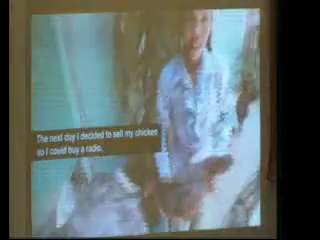 The next day I decided to sell my chicken
so I could buy a radio.